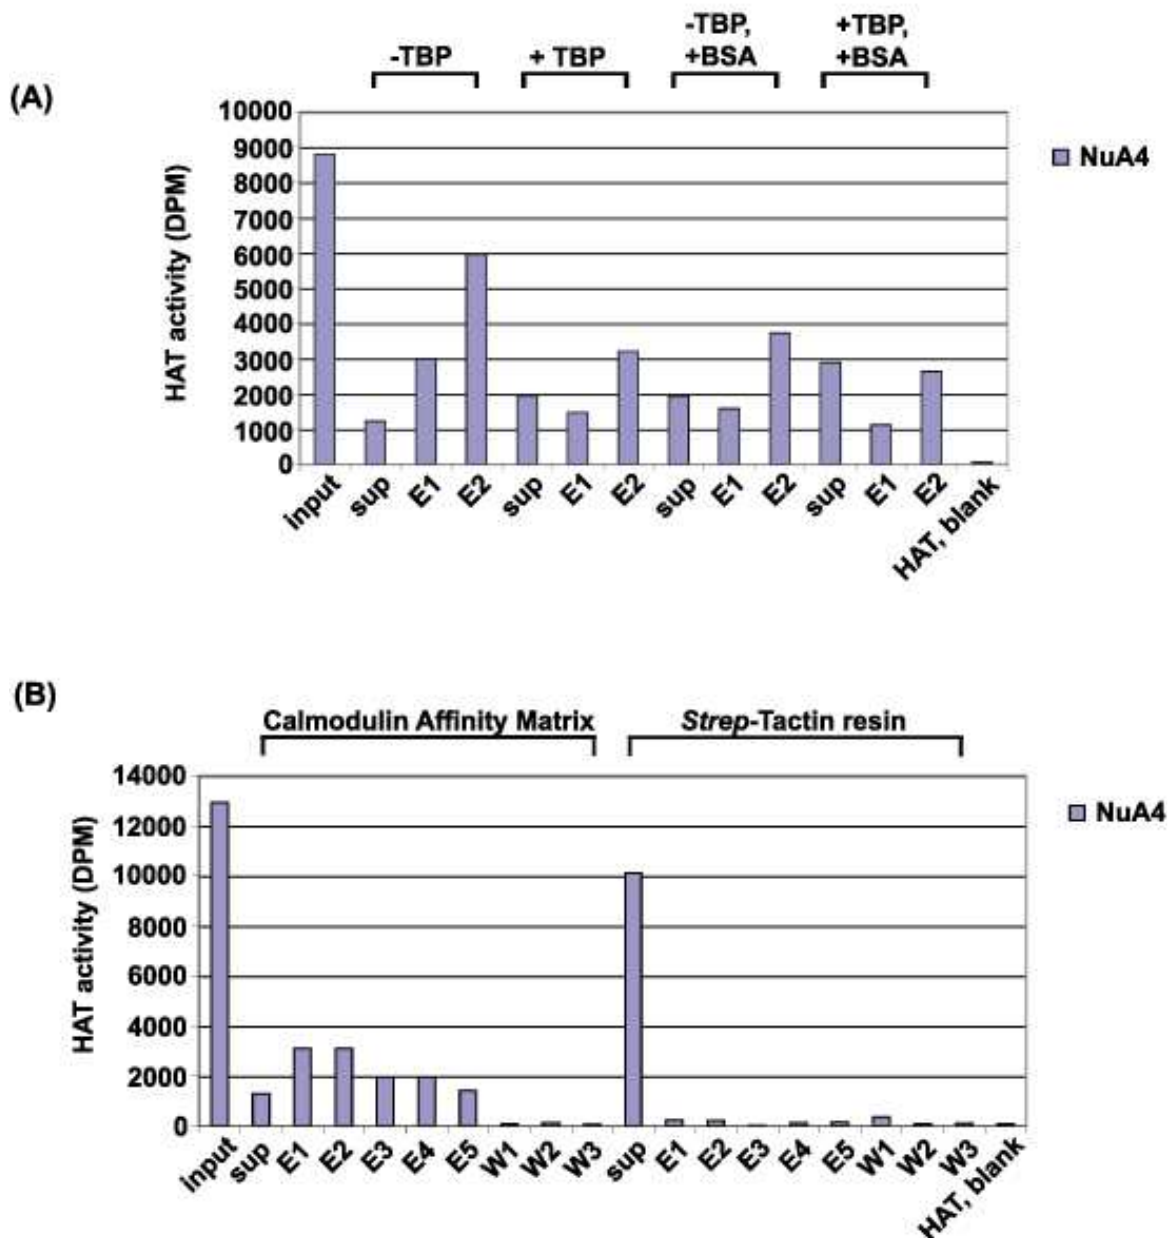 (A)
-TBP
+ TBP
-TBP,
+BSA
+TBP,
+BSA
HAT activity (DPM)
10000
9000
8000
7000
6000
5000
4000
3000
2000
1000
0
input
sup
E1
E2
sup
E1
E2
sup
E1
E2
sup
E1
E2
HAT, blank
NuA4
(B)
Calmodulin Affinity Matrix
Strep-Tactin resin
HAT activity (DPM)
14000
12000
10000
8000
6000
4000
2000
0
input
sup
E1
E2
E3
E4
E5
W1
W2
W3
sup
E1
E2
E3
E4
E5
W1
W2
W3
HAT, blank
NuA4